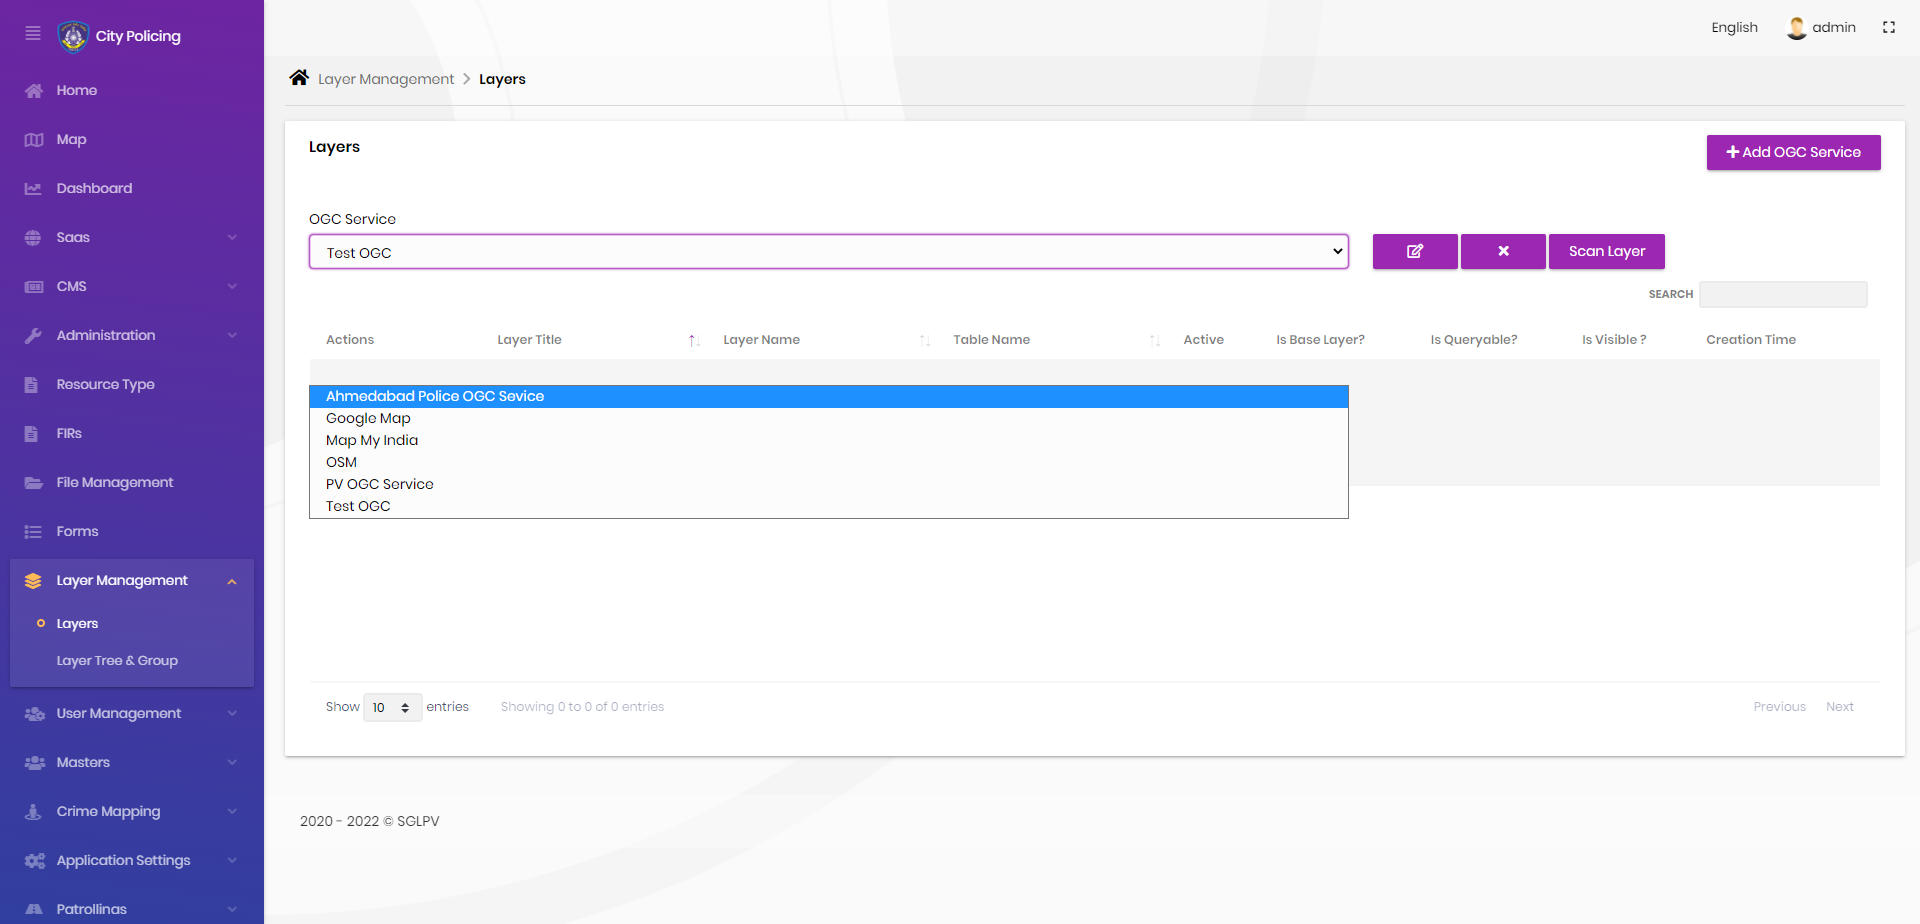 City Policing
Home
Map
Dashboard
Saas
CMS
Administration
Resource Type
FIRs
File Management
Forms
Layer Management
Layers
Layer Tree & Group
User Management
Masters
Crime Mapping
Application Settings
Patrollinas
English
admin
Layer Management > Layers
Layers
+ Add OGC Service
OGC Service
Test OGC
Scan Layer
SEARCH
Actions Layer Title Layer Name Table Name Active Is Base Layer? Is Queryable? Is Visible ? Creation Time
Ahmedabad Police OGC Sevice
Google Map
Map My India
OSM
PV OGC Service
Test OGC
Show 10 entries Showing 0 to 0 of 0 entries Previous Next
2020 - 2022 © SGLPV